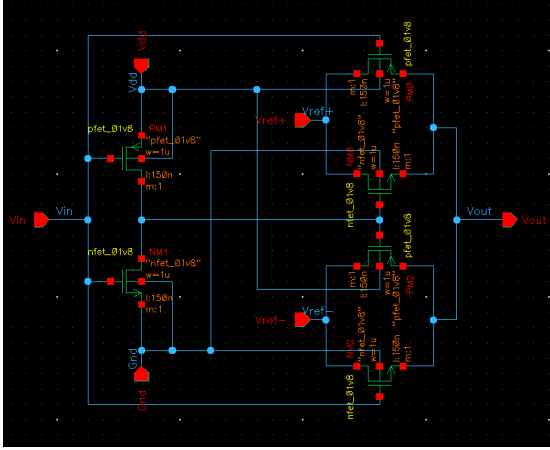 Vdd
Vdd
pfet_01v8
PM1
"pfet_01v8"
w=1u
l:150n
m:1
Vin
Vin
nfet_01v8
NM1
"nfet_01v8"
w=1u
l:150n
m:1
Gnd
Gnd
pfet_01v8
PM0
"pfet_01v8"
w=1u
l:150n
m:1
Vref+
Vref+
NM0
"nfet_01v8"
w=1u
l:150n
m:1
nfet_01v8
pfet_01v8
PM2
"pfet_01v8"
w=1u
l:150n
m:1
Vref-
Vref-
NM2
"nfet_01v8"
w=1u
l:150n
m:1
nfet_01v8
Vout
Vout